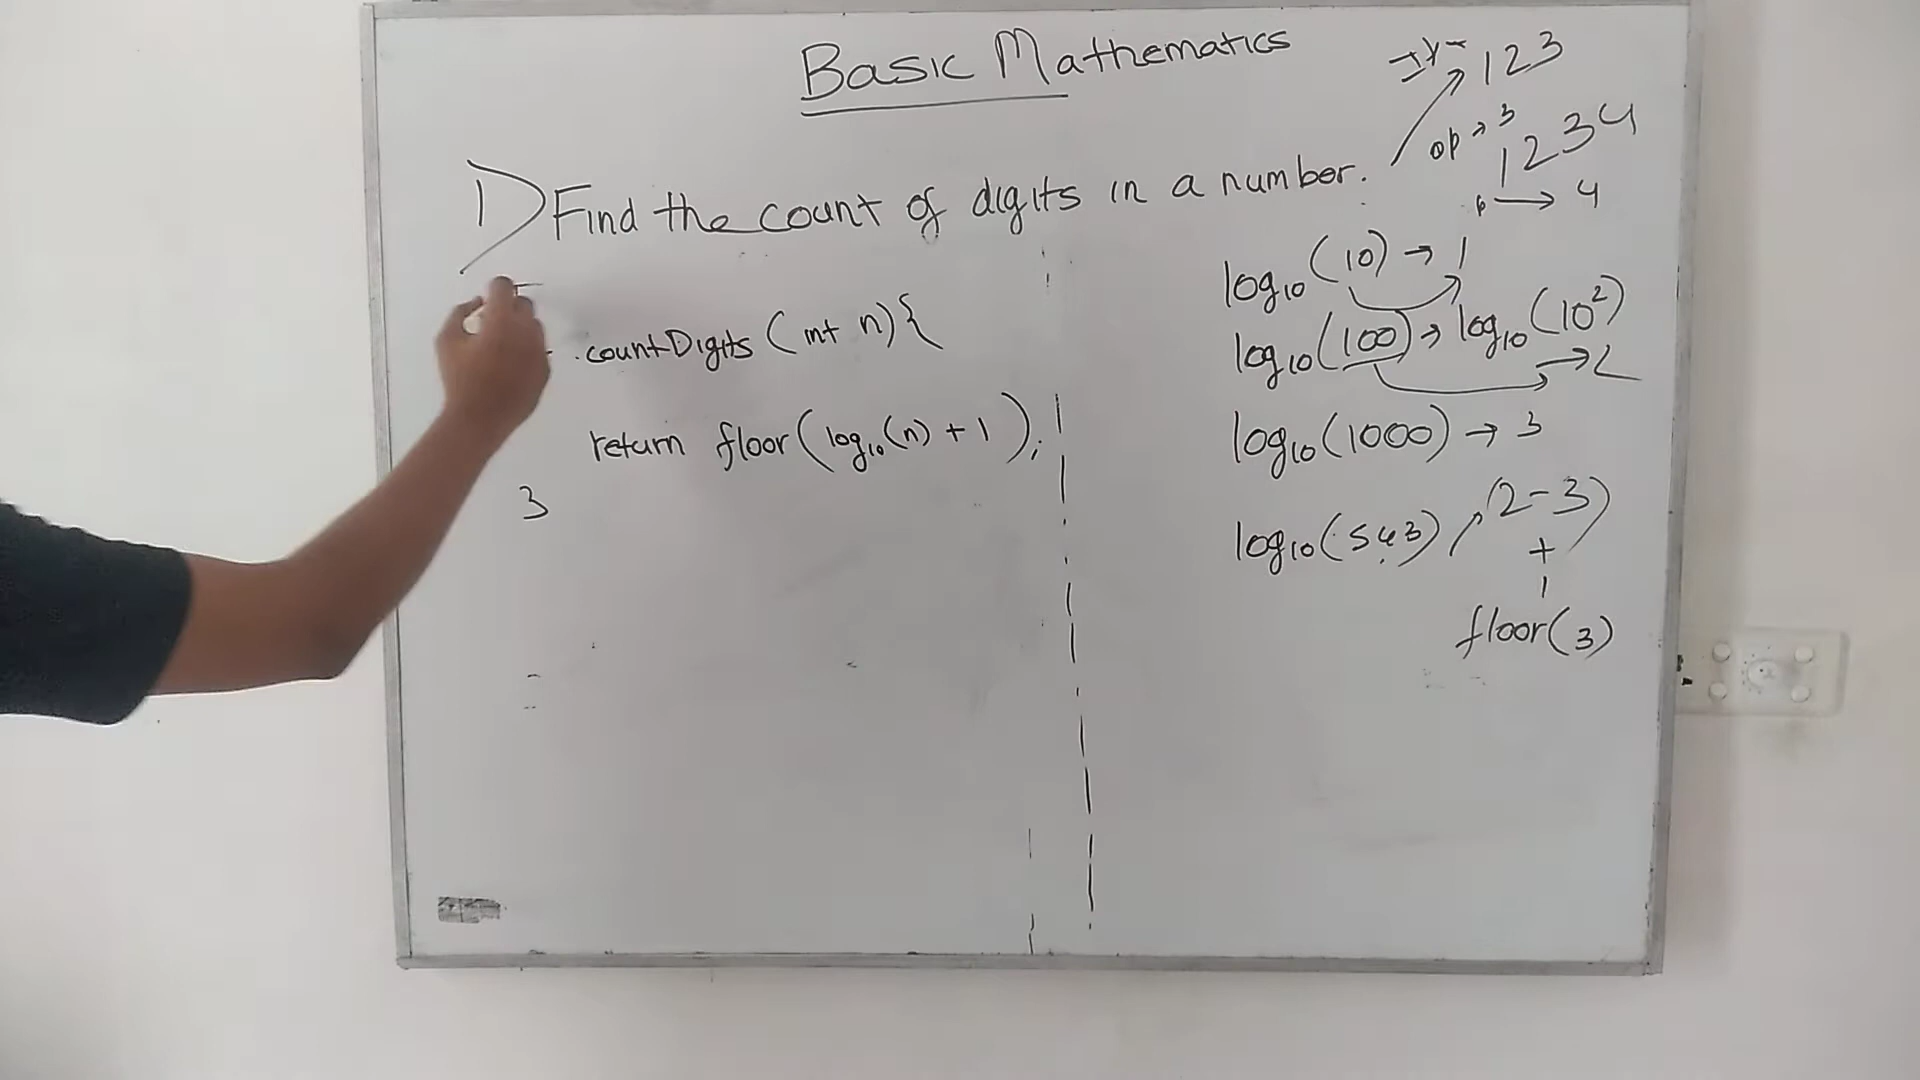 Basic Mathematics
1) Find the count of digits in a number.
countDigits (int n) {
return floor(log₁₀(n) + 1);
}
→ 123
op → 3
1234
→ 4
log₁₀(10) → 1
log₁₀(100) → log₁₀(10²)
→ 2
log₁₀(1000) → 3
log₁₀(543) (2-3)
+
1
floor(3)